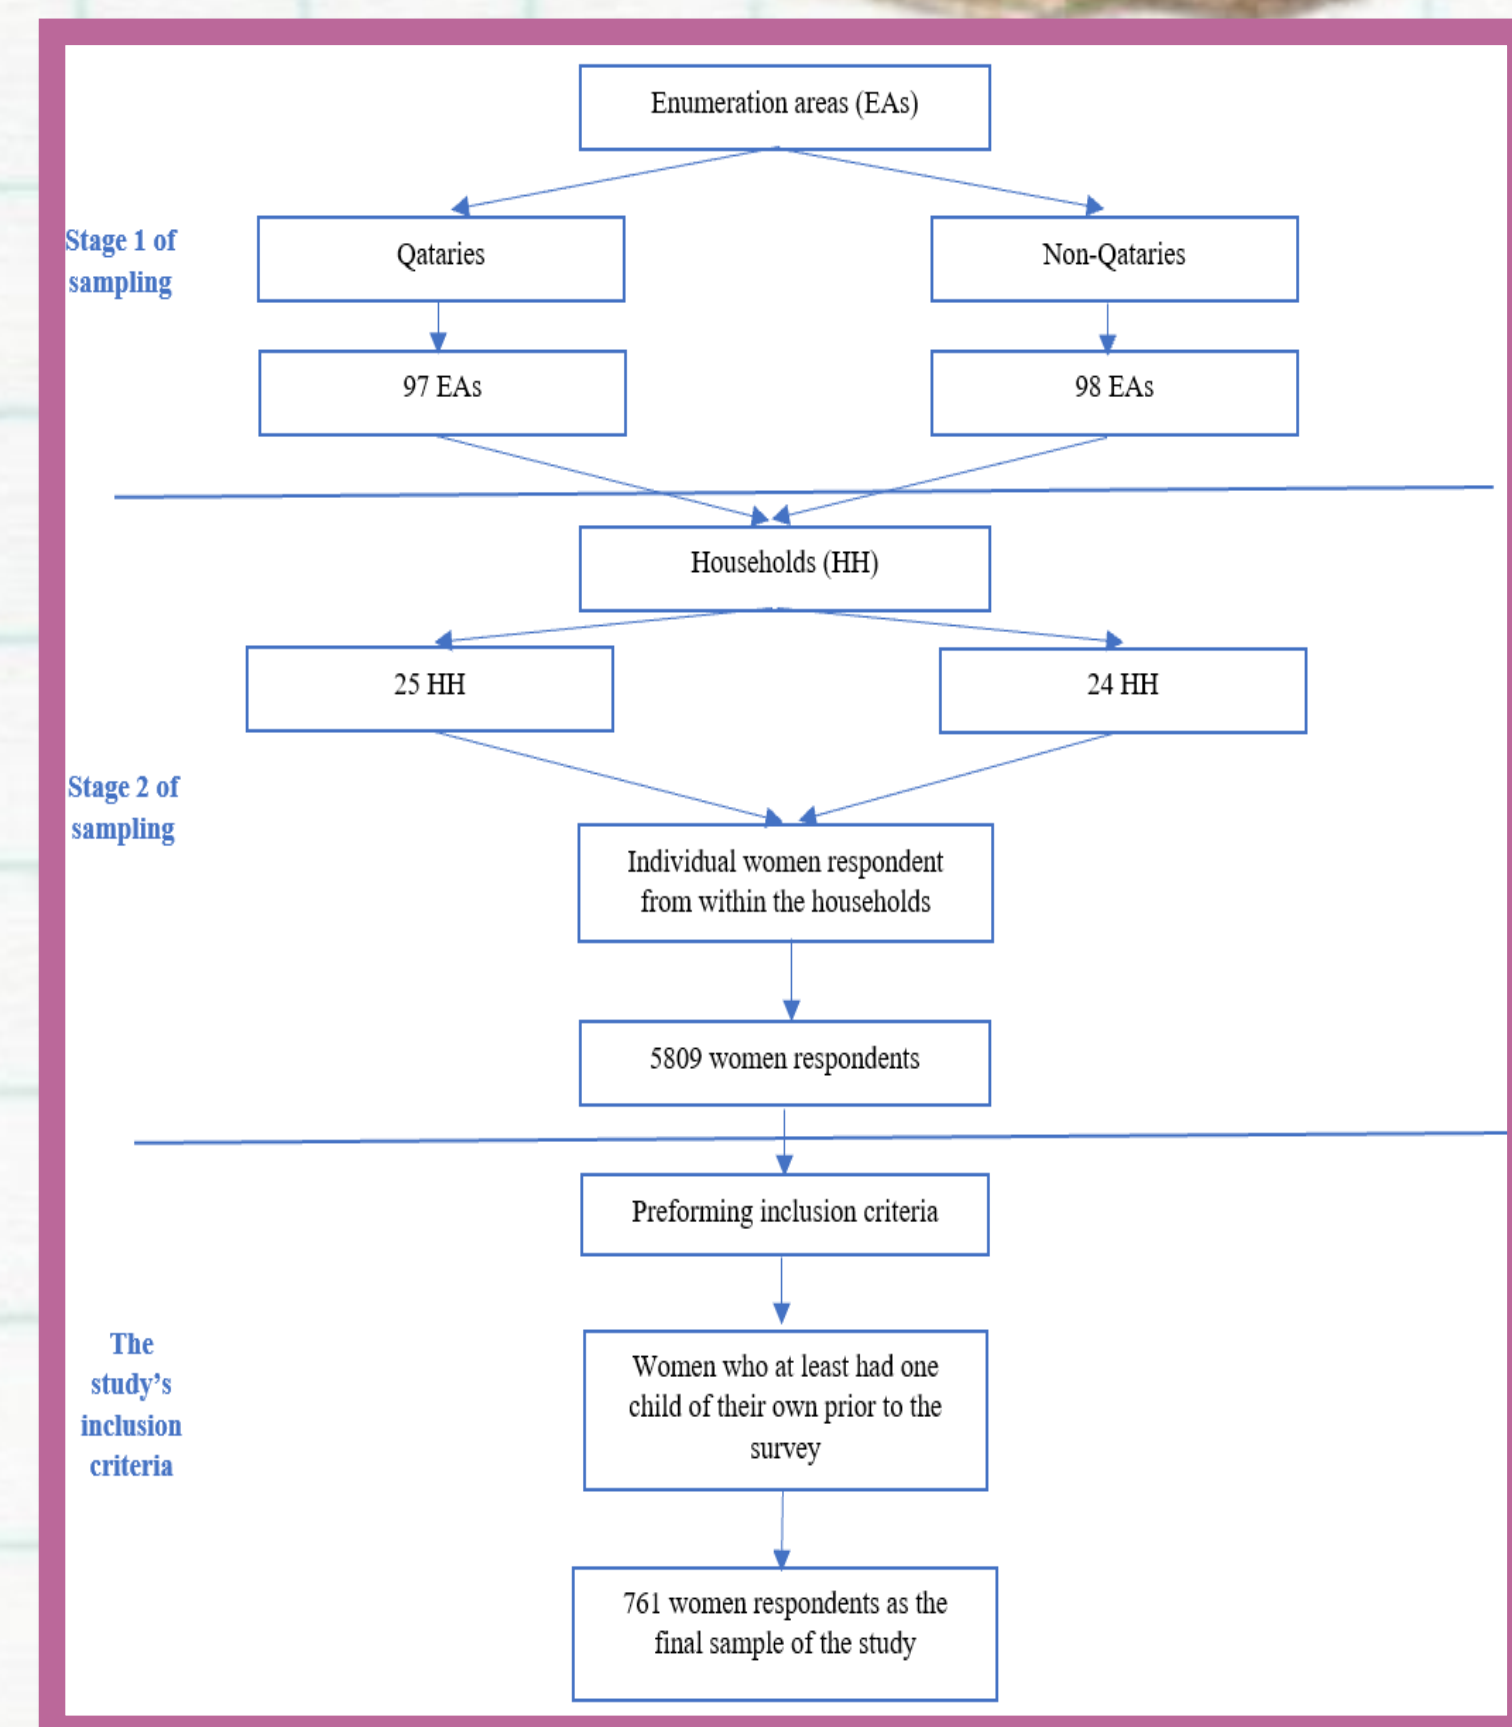 Enumeration areas (EAs)
Stage 1 of
sampling
Qataries
Non-Qataries
97 EAs
98 EAs
Households (HH)
25 HH
24 HH
Stage 2 of
sampling
Individual women respondent
from within the households
5809 women respondents
Preforming inclusion criteria
The
study's
inclusion
criteria
Women who at least had one
child of their own prior to the
survey
761 women respondents as the
final sample of the study